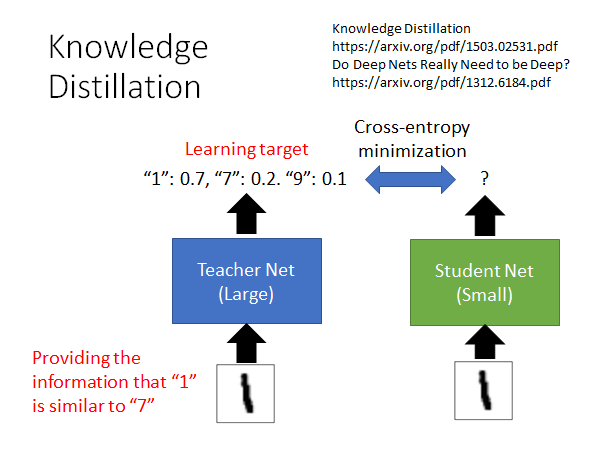 Knowledge
Distillation
Knowledge Distillation
https://arxiv.org/pdf/1503.02531.pdf
Do Deep Nets Really Need to be Deep?
https://arxiv.org/pdf/1312.6184.pdf
Cross-entropy
minimization
Learning target
“1”: 0.7, “7”: 0.2. “9”: 0.1
?
Teacher Net
(Large)
Student Net
(Small)
Providing the
information that “1”
is similar to “7”
1
1